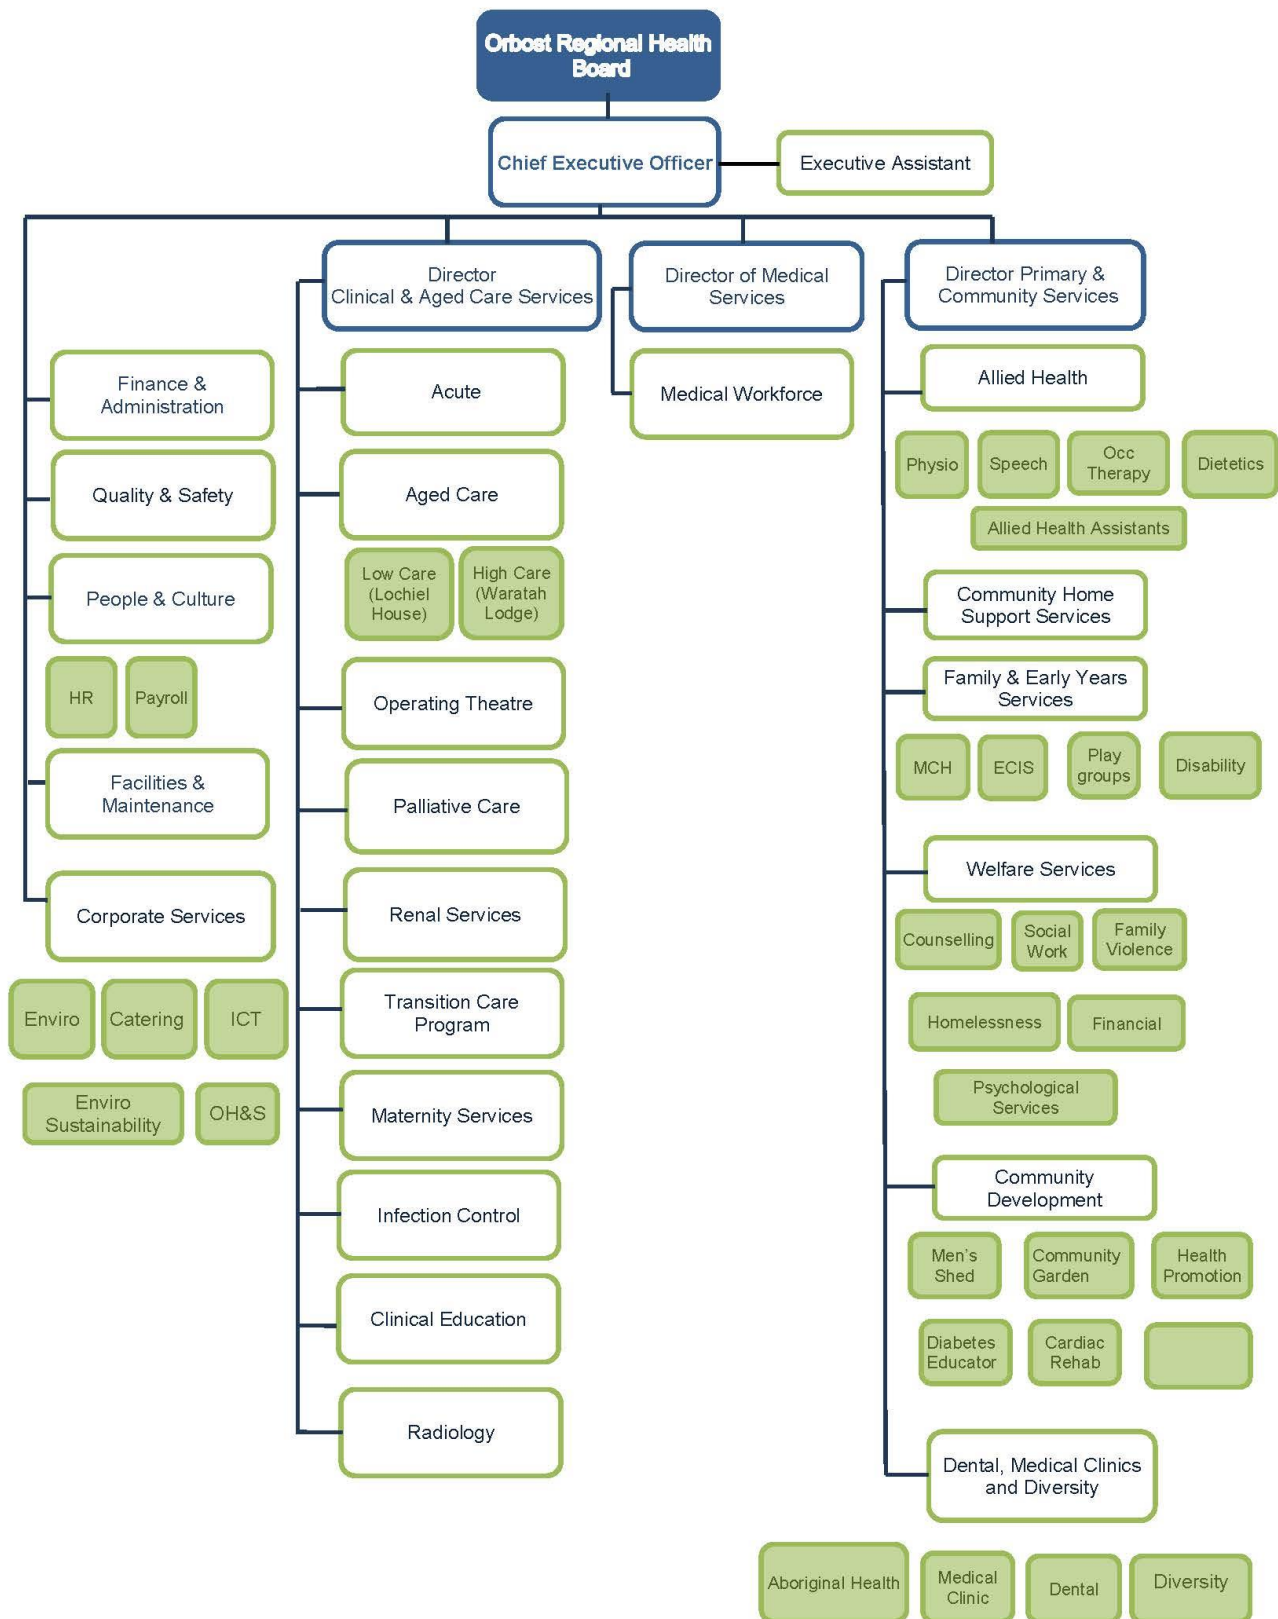 Orbost Regional Health
Board
Chief Executive Officer
Executive Assistant
Director
Clinical & Aged Care Services
Director of Medical
Services
Director Primary &
Community Services
Finance &
Administration
Quality & Safety
People & Culture
HR
Payroll
Facilities &
Maintenance
Corporate Services
Enviro
Catering
ICT
Enviro
Sustainability
OH&S
Acute
Aged Care
Low Care
(Lochiel
House)
High Care
(Waratah
Lodge)
Operating Theatre
Palliative Care
Renal Services
Transition Care
Program
Maternity Services
Infection Control
Clinical Education
Radiology
Medical Workforce
Allied Health
Physio
Speech
Occ
Therapy
Dietetics
Allied Health Assistants
Community Home
Support Services
Family & Early Years
Services
MCH
ECIS
Play
groups
Disability
Welfare Services
Counselling
Social
Work
Family
Violence
Homelessness
Financial
Psychological
Services
Community
Development
Men's
Shed
Community
Garden
Health
Promotion
Diabetes
Educator
Cardiac
Rehab
Dental, Medical Clinics
and Diversity
Aboriginal Health
Medical
Clinic
Dental
Diversity